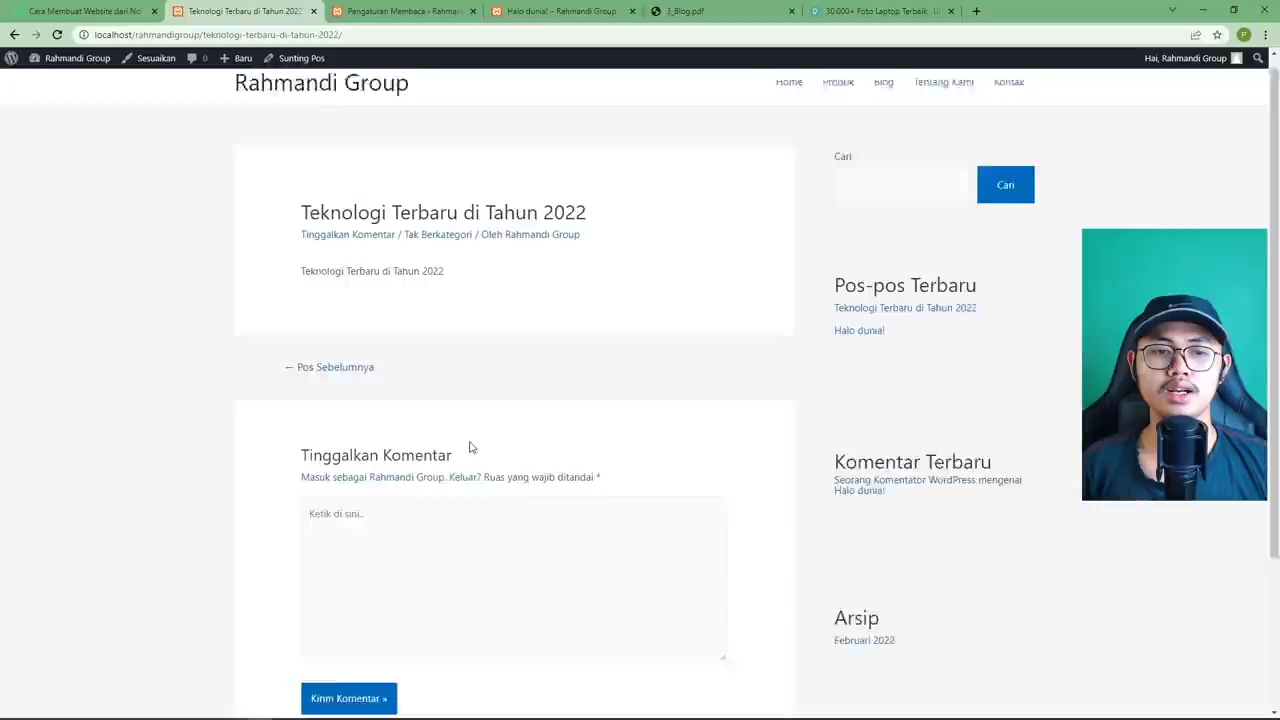 Cara Membuat Website dari Nol
Teknologi Terbaru di Tahun 2022
Pengaturan Membaca ‹ Rahmandi
Halo dunia! – Rahmandi Group
3_Blog.pdf
30.000+ Foto Laptop Terbaik · U
localhost/rahmandigroup/teknologi-terbaru-di-tahun-2022/
P
Rahmandi Group
Sesuaikan
0
Baru
Sunting Pos
Hai, Rahmandi Group
Rahmandi Group
Home
Produk
Blog
Tentang Kami
Kontak
Teknologi Terbaru di Tahun 2022
Tinggalkan Komentar / Tak Berkategori / Oleh Rahmandi Group
Teknologi Terbaru di Tahun 2022
← Pos Sebelumnya
Tinggalkan Komentar
Masuk sebagai Rahmandi Group. Keluar? Ruas yang wajib ditandai *
Ketik di sini..
Kirim Komentar »
Cari
Cari
Pos-pos Terbaru
Teknologi Terbaru di Tahun 2022
Halo dunia!
Komentar Terbaru
Seorang Komentator WordPress mengenai
Halo dunia!
Arsip
Februari 2022